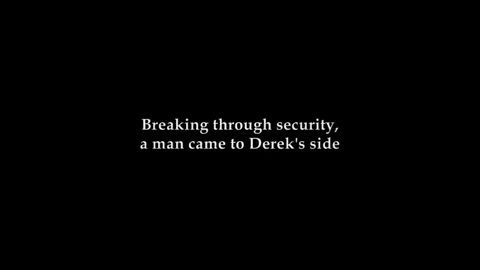 Breaking through security,
a man came to Derek's side